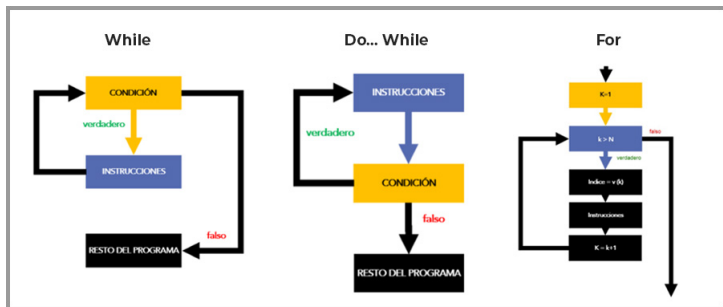 While
CONDICIÓN
verdadero
INSTRUCCIONES
falso
RESTO DEL PROGRAMA
Do... While
INSTRUCCIONES
verdadero
CONDICIÓN
falso
RESTO DEL PROGRAMA
For
K=1
k > N
falso
verdadero
Indice = v (k)
Instrucciones
K = k+1